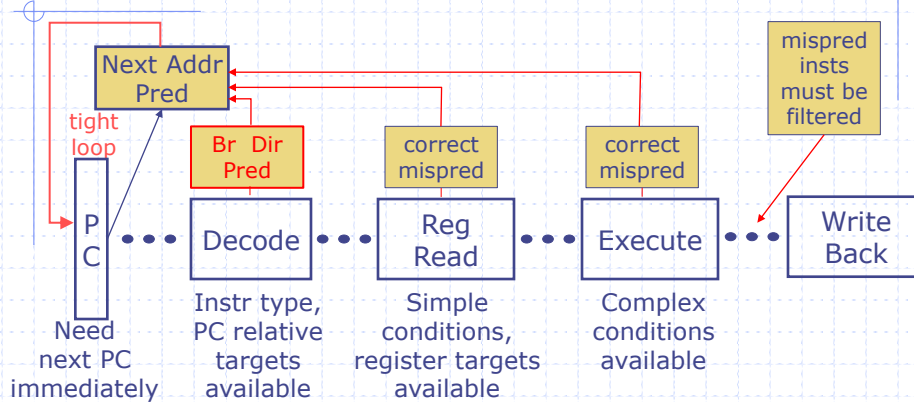 Next Addr
Pred
tight
loop
P
C
Need
next PC
immediately
Br Dir
Pred
Decode
Instr type,
PC relative
targets
available
correct
mispred
Reg
Read
Simple
conditions,
register targets
available
correct
mispred
Execute
Complex
conditions
available
mispred
insts
must be
filtered
Write
Back